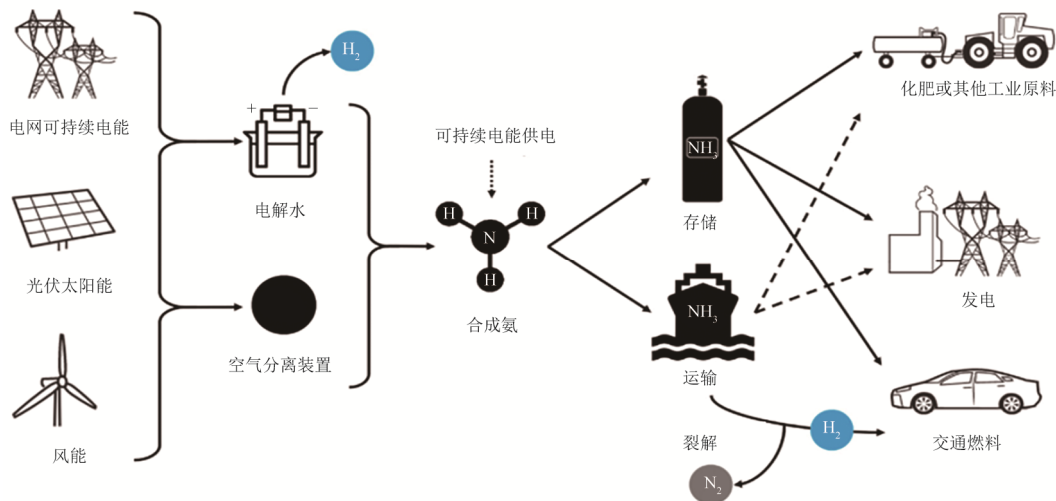 电网可持续电能
光伏太阳能
风能
H₂
+ −
电解水
空气分离装置
可持续电能供电
H H
N
H
合成氨
NH₃
存储
NH₃
运输
裂解
H₂
N₂
化肥或其他工业原料
发电
交通燃料